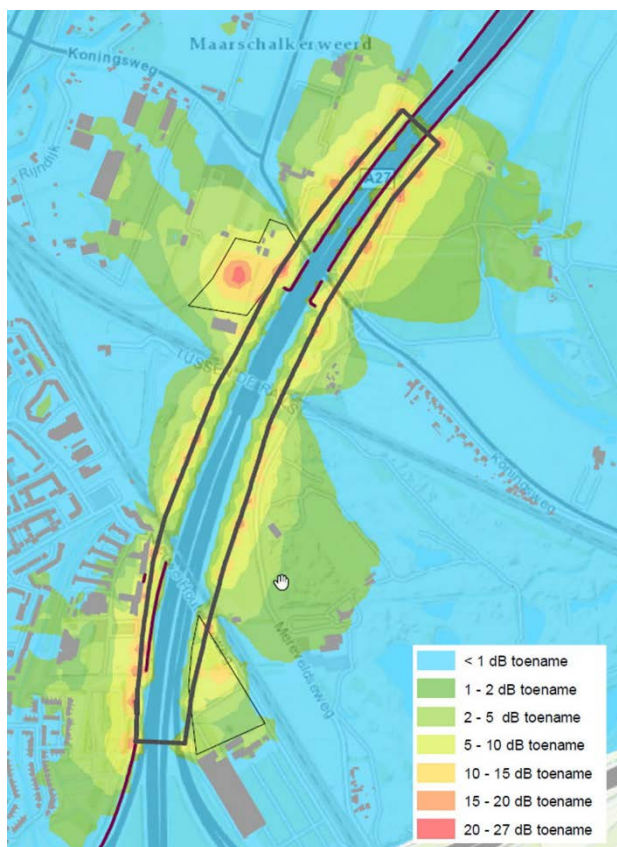 Maarschalkerweerd
Koningsweg
Rijndijk
A27
TUSSEN DE RAILS
Koningsweg
Mereveldseweg
< 1 dB toename
1 - 2 dB toename
2 - 5 dB toename
5 - 10 dB toename
10 - 15 dB toename
15 - 20 dB toename
20 - 27 dB toename